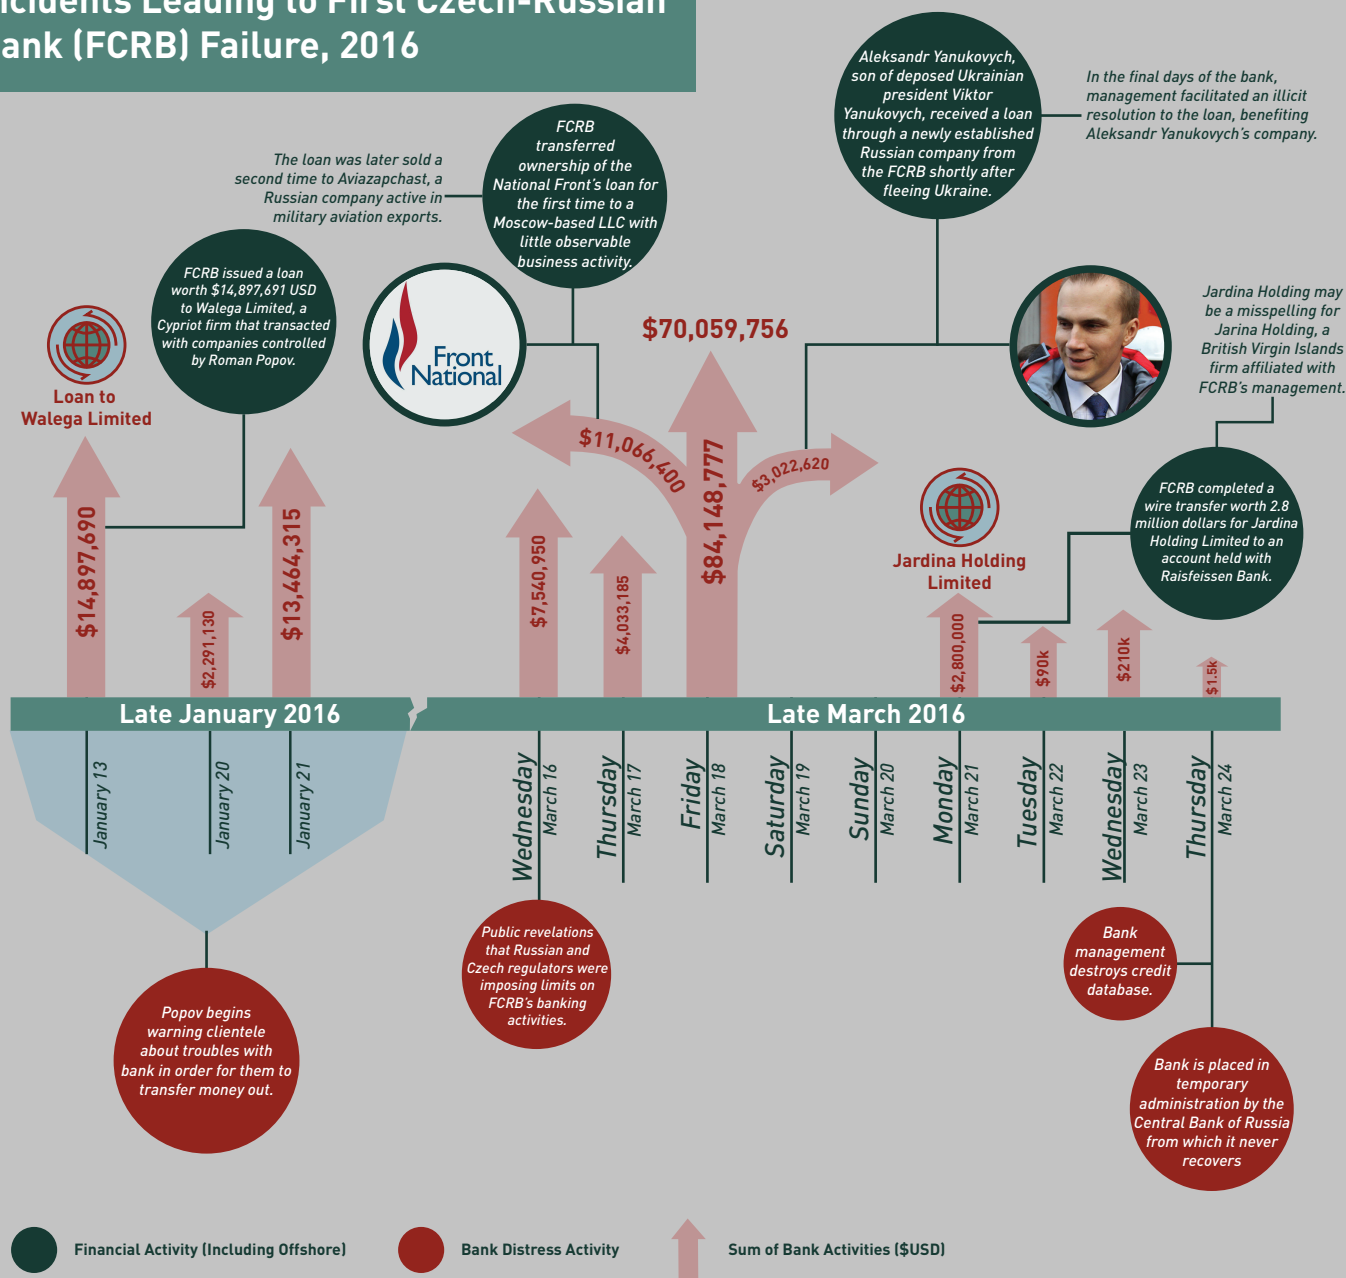 cidents Leading to First Czech-Russian
ank (FCRB) Failure, 2016
The loan was later sold a
second time to Aviazapchast, a
Russian company active in
military aviation exports.
FCRB
transferred
ownership of the
National Front's loan for
the first time to a
Moscow-based LLC with
little observable
business activity.
Aleksandr Yanukovych,
son of deposed Ukrainian
president Viktor
Yanukovych, received a loan
through a newly established
Russian company from
the FCRB shortly after
fleeing Ukraine.
In the final days of the bank,
management facilitated an illicit
resolution to the loan, benefiting
Aleksandr Yanukovych's company.
FCRB issued a loan
worth $14,897,691 USD
to Walega Limited, a
Cypriot firm that transacted
with companies controlled
by Roman Popov.
Loan to
Walega Limited
Front
National
$70,059,756
Jardina Holding may
be a misspelling for
Jarina Holding, a
British Virgin Islands
firm affiliated with
FCRB's management.
FCRB completed a
wire transfer worth 2.8
million dollars for Jardina
Holding Limited to an
account held with
Raisfeissen Bank.
Jardina Holding
Limited
$14,897,690
$2,291,130
$13,464,315
$7,540,950
$4,033,185
$11,066,400
$84,148,777
$3,022,620
$2,800,000
$90k
$210k
$1.5k
Late January 2016
Late March 2016
January 13
January 20
January 21
Wednesday
March 16
Thursday
March 17
Friday
March 18
Saturday
March 19
Sunday
March 20
Monday
March 21
Tuesday
March 22
Wednesday
March 23
Thursday
March 24
Popov begins
warning clientele
about troubles with
bank in order for them to
transfer money out.
Public revelations
that Russian and
Czech regulators were
imposing limits on
FCRB's banking
activities.
Bank
management
destroys credit
database.
Bank is placed in
temporary
administration by the
Central Bank of Russia
from which it never
recovers
Financial Activity (Including Offshore)
Bank Distress Activity
Sum of Bank Activities ($USD)